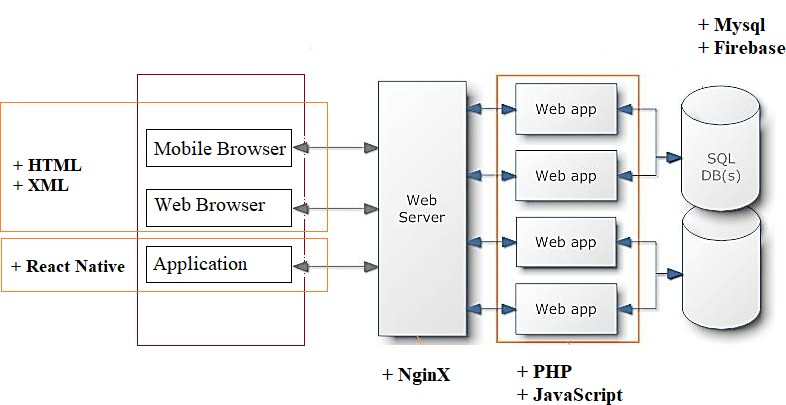 + Mysql
+ Firebase
+ HTML
+ XML
Mobile Browser
Web Browser
+ React Native
Application
Web
Server
Web app
Web app
Web app
Web app
SQL
DB(s)
+ NginX
+ PHP
+ JavaScript